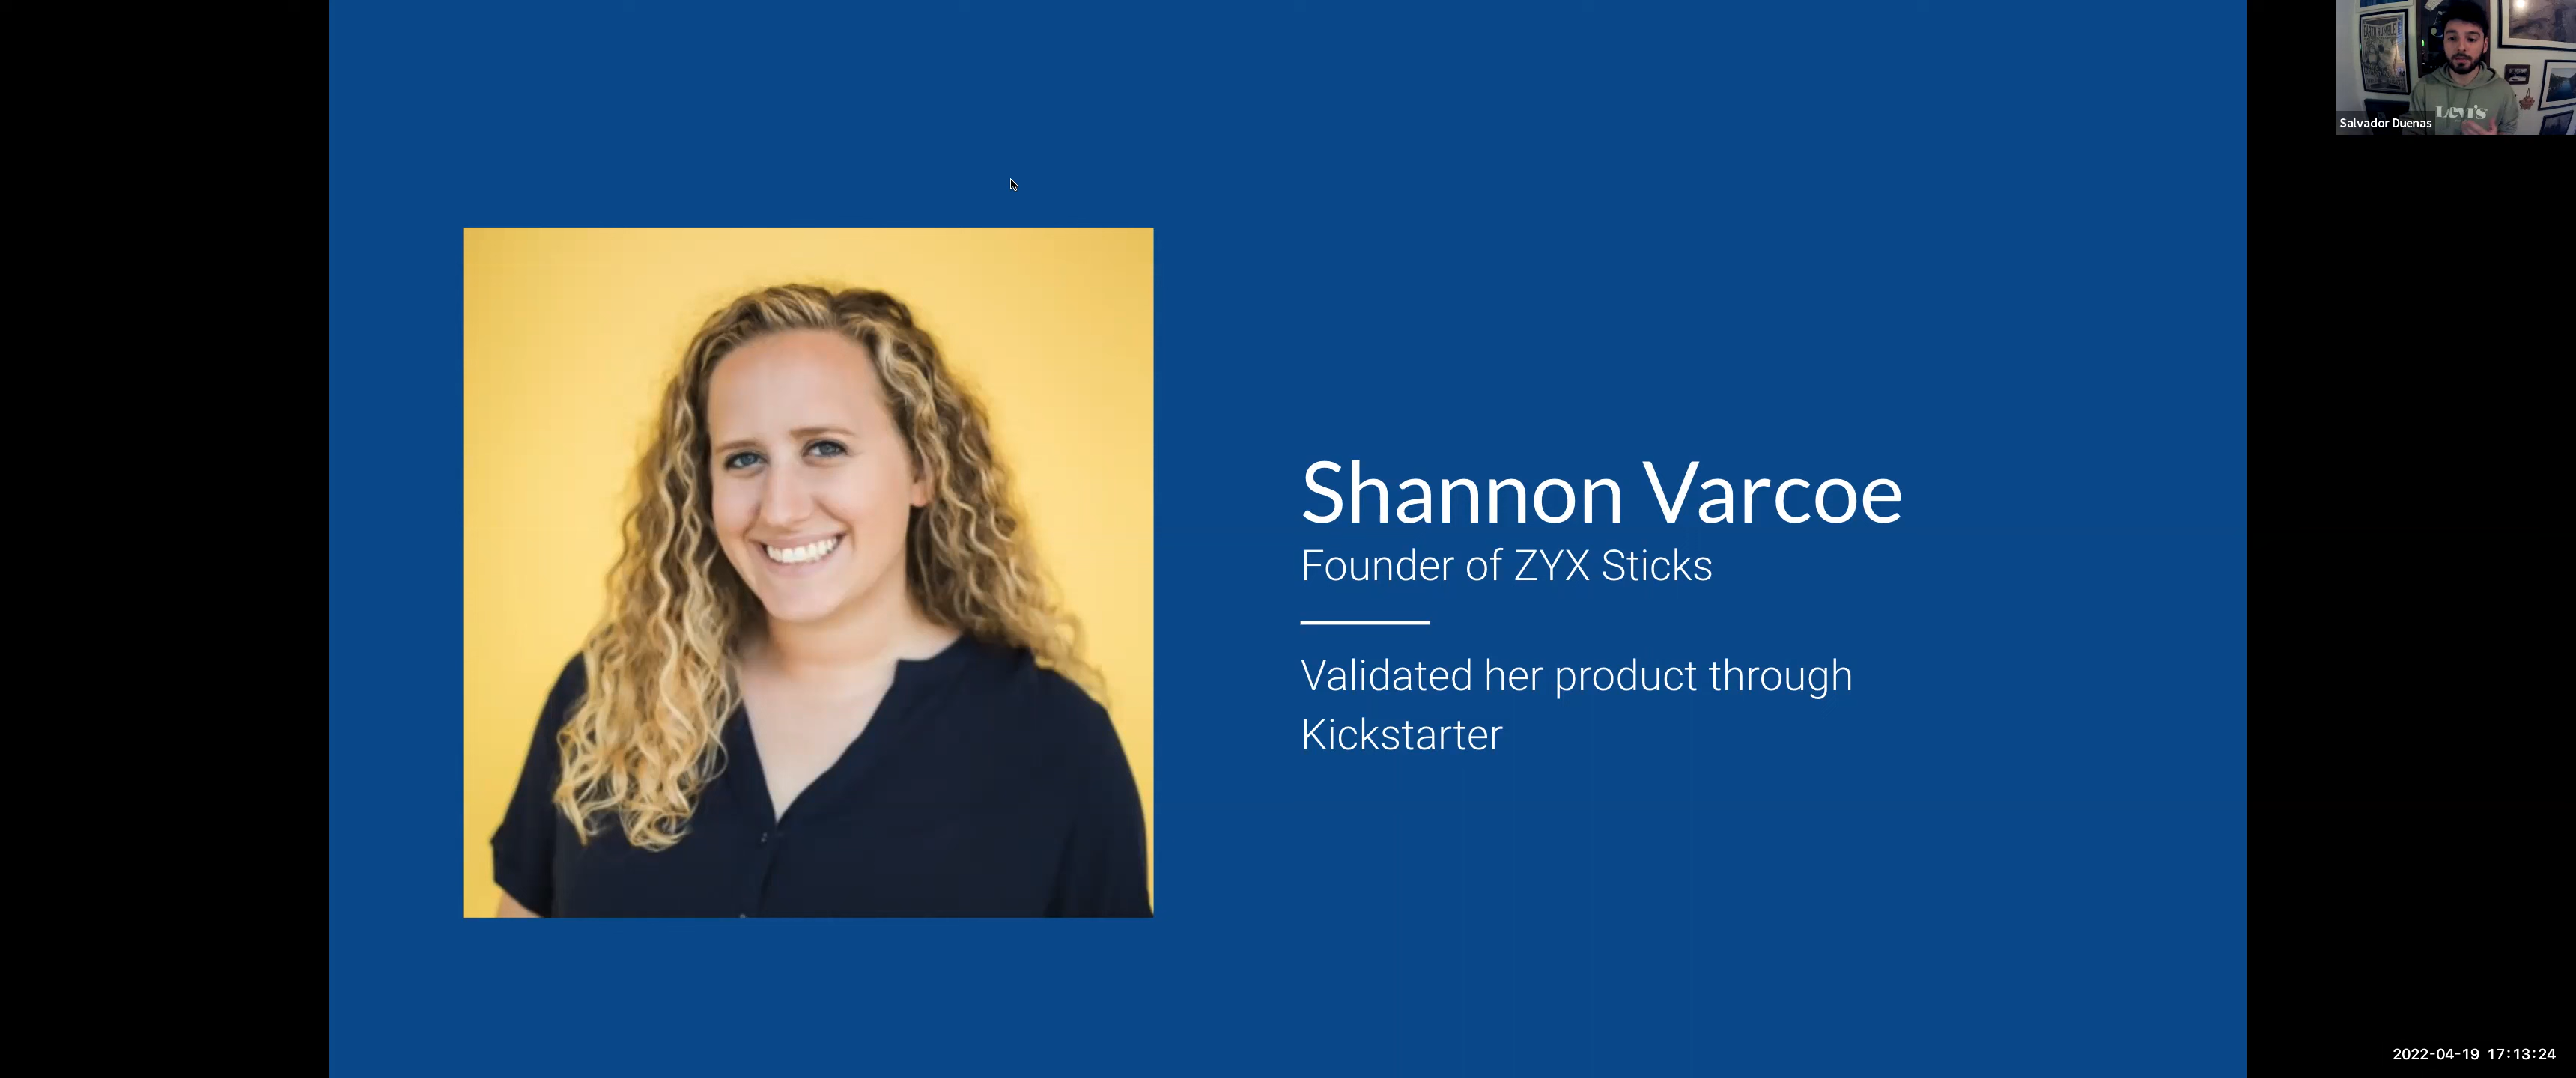 Shannon Varcoe
Founder of ZYX Sticks
Validated her product through
Kickstarter
Levi's
Salvador Duenas
2022-04-19 17:13:24